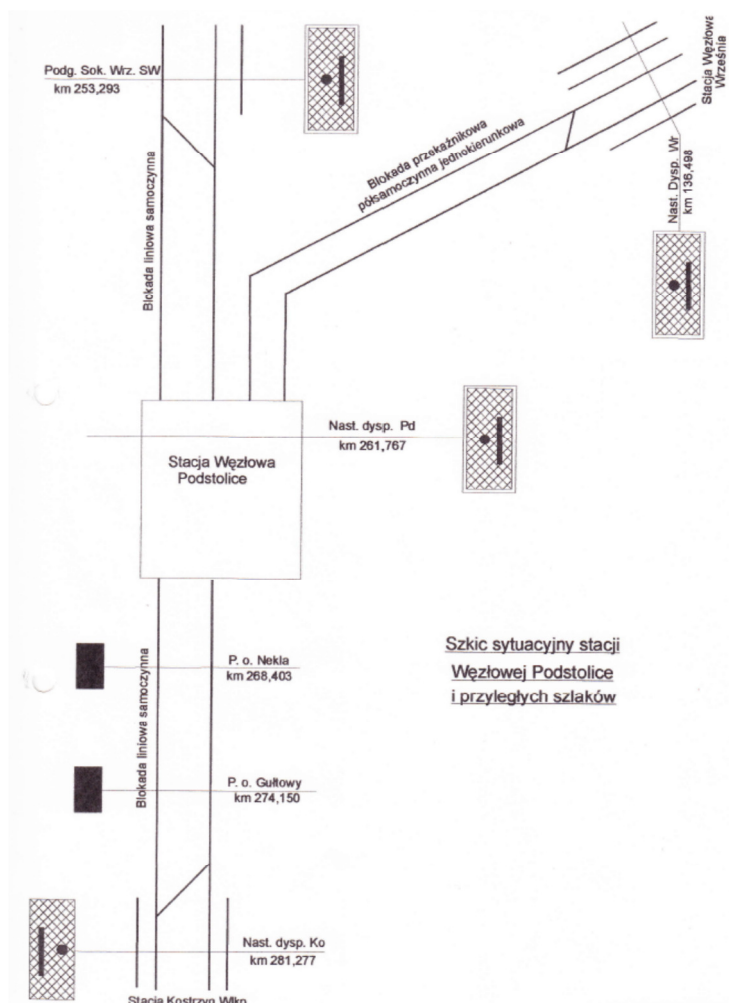 Podg. Sok. Wrz. SW
km 253,293
Stacja Węzłowa
Września
Blokada przekaźnikowa
półsamoczynna jednokierunkowa
Nast. Dysp. Wr
km 136,498
Blokada liniowa samoczynna
Nast. dysp. Pd
km 261,767
Stacja Węzłowa
Podstolice
Szkic sytuacyjny stacji
Węzłowej Podstolice
i przyległych szlaków
P. o. Nekla
km 268,403
Blokada liniowa samoczynna
P. o. Gułtowy
km 274,150
Nast. dysp. Ko
km 281,277
Stacja Kostrzyn Wlkp